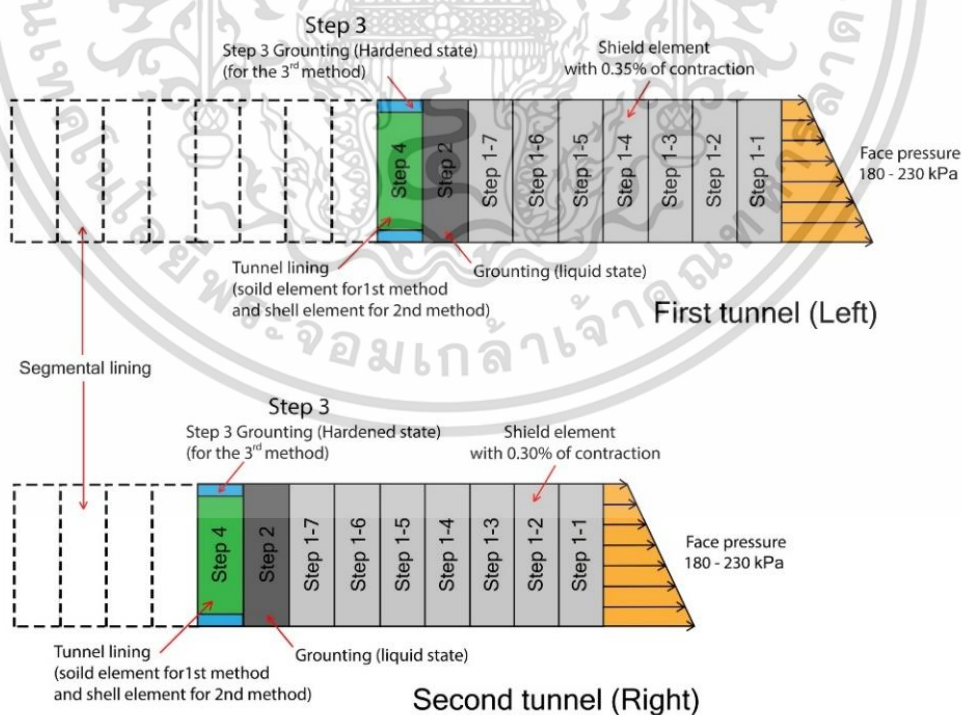 Step 3
Step 3 Grounting (Hardened state)
(for the 3rd method)
Shield element
with 0.35% of contraction
Step 4
Step 2
Step 1-7
Step 1-6
Step 1-5
Step 1-4
Step 1-3
Step 1-2
Step 1-1
Face pressure
180 - 230 kPa
Tunnel lining
(soild element for1st method
and shell element for 2nd method)
Grounting (liquid state)
First tunnel (Left)
Segmental lining
Step 3
Step 3 Grounting (Hardened state)
(for the 3rd method)
Shield element
with 0.30% of contraction
Step 4
Step 2
Step 1-7
Step 1-6
Step 1-5
Step 1-4
Step 1-3
Step 1-2
Step 1-1
Face pressure
180 - 230 kPa
Tunnel lining
(soild element for1st method
and shell element for 2nd method)
Grounting (liquid state)
Second tunnel (Right)